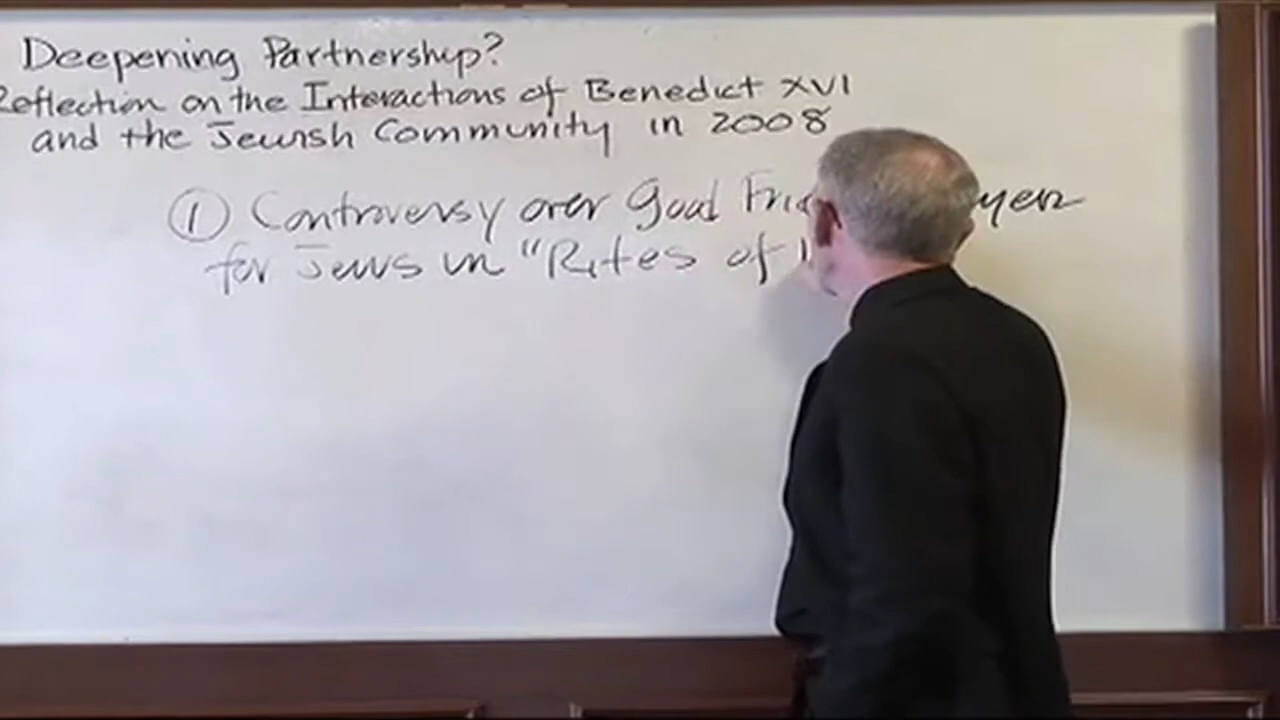 Deepening Partnership?
Reflection on the Interactions of Benedict XVI
and the Jewish Community in 2008
① Controversy over Good
for Jews in "Rites of